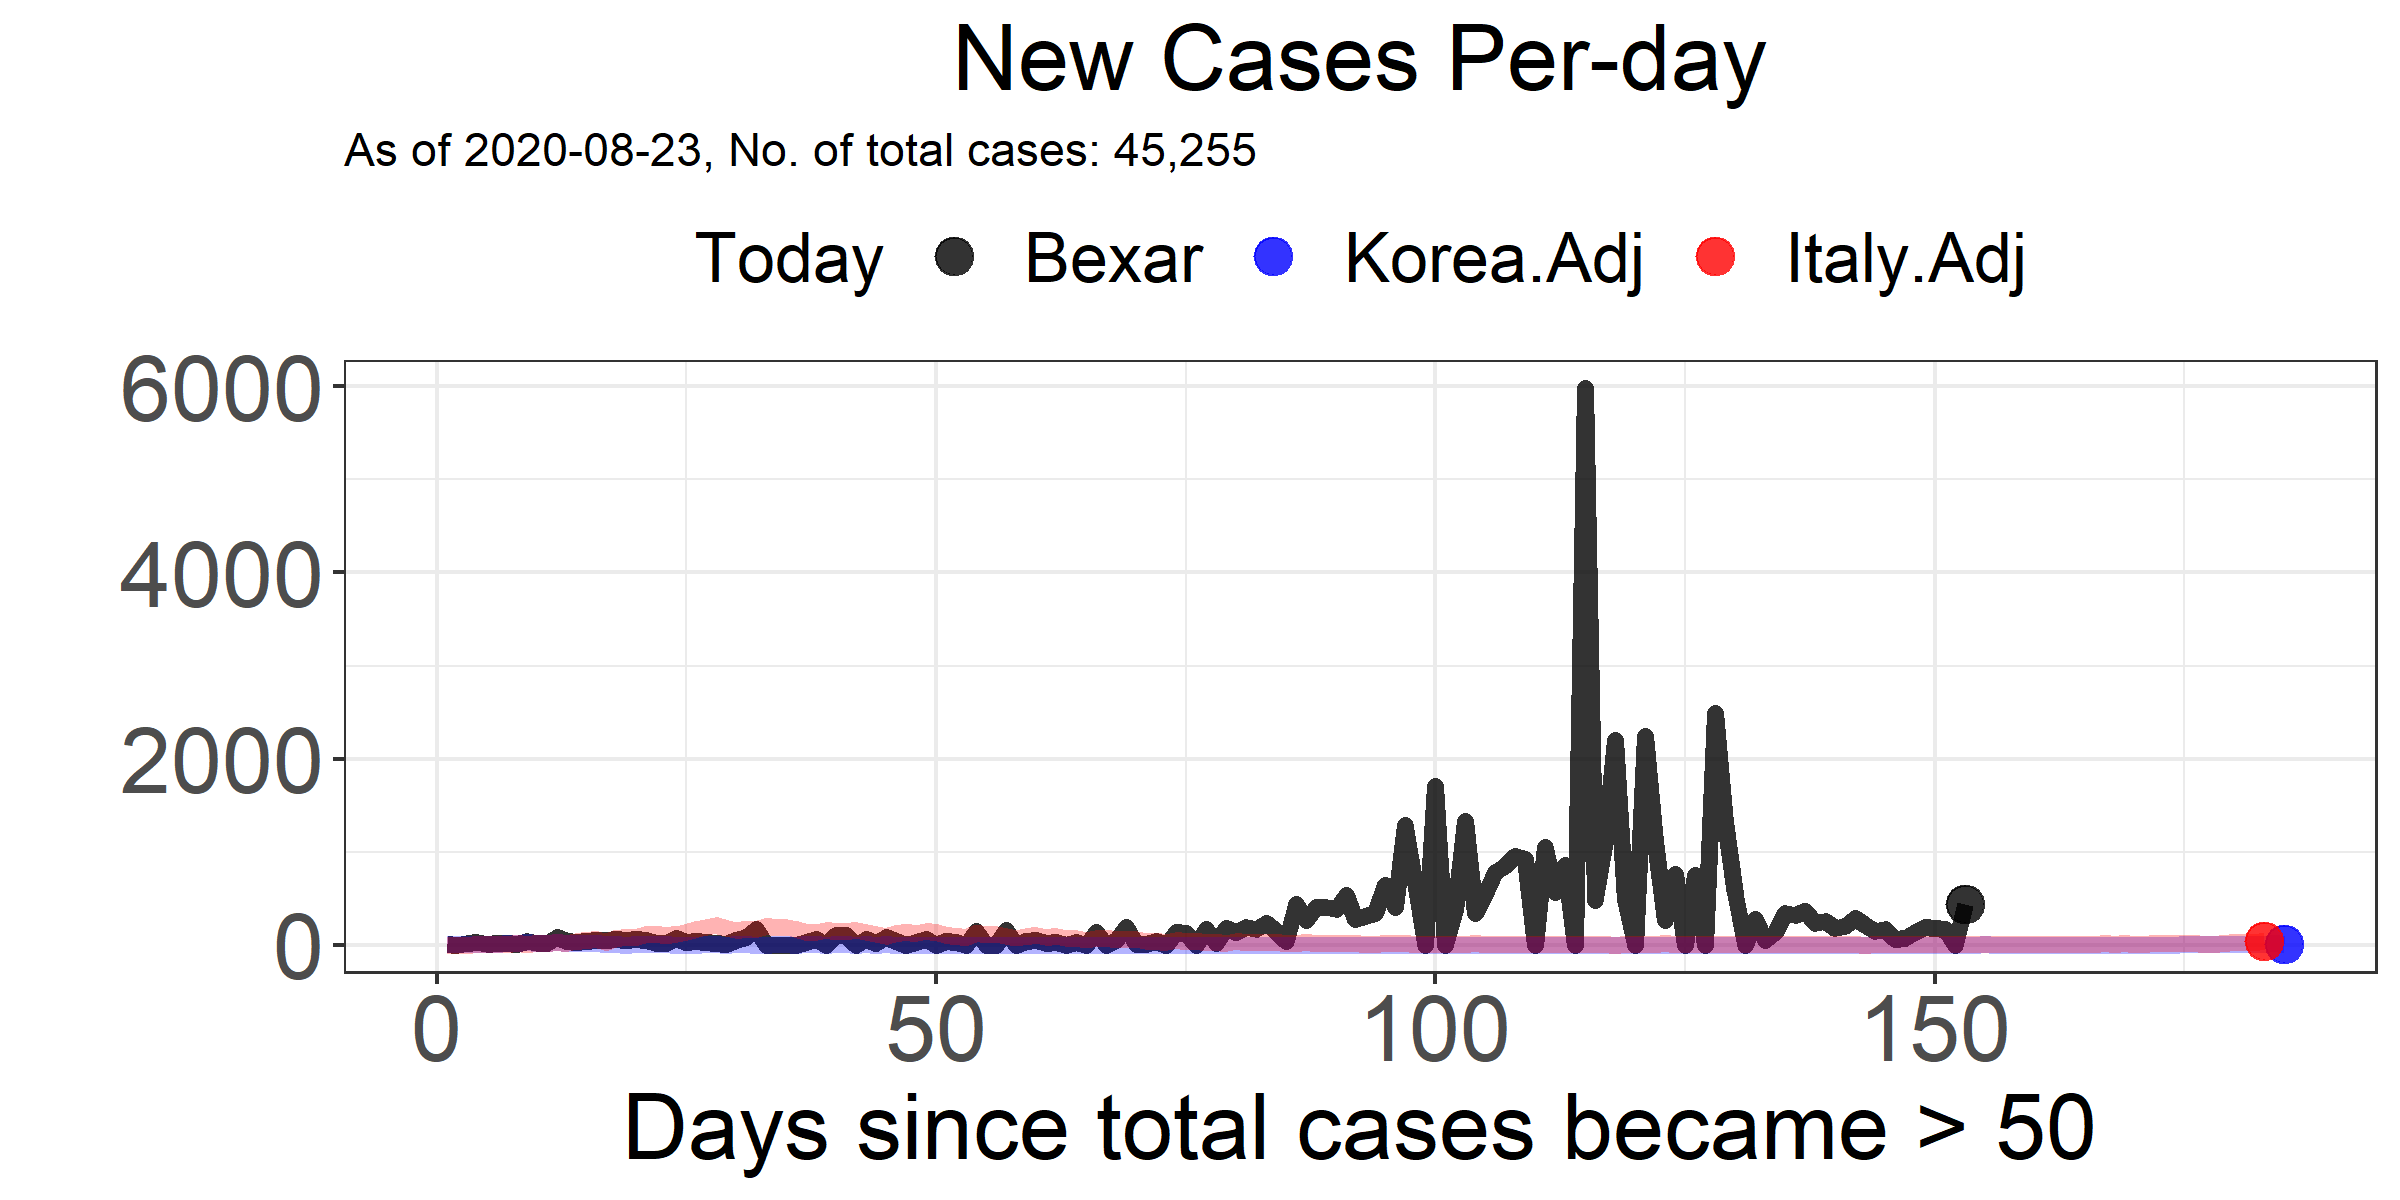 New Cases Per-day
As of 2020-08-23, No. of total cases: 45,255
Today Bexar Korea.Adj Italy.Adj
6000
4000
2000
0
0 50 100 150
Days since total cases became > 50